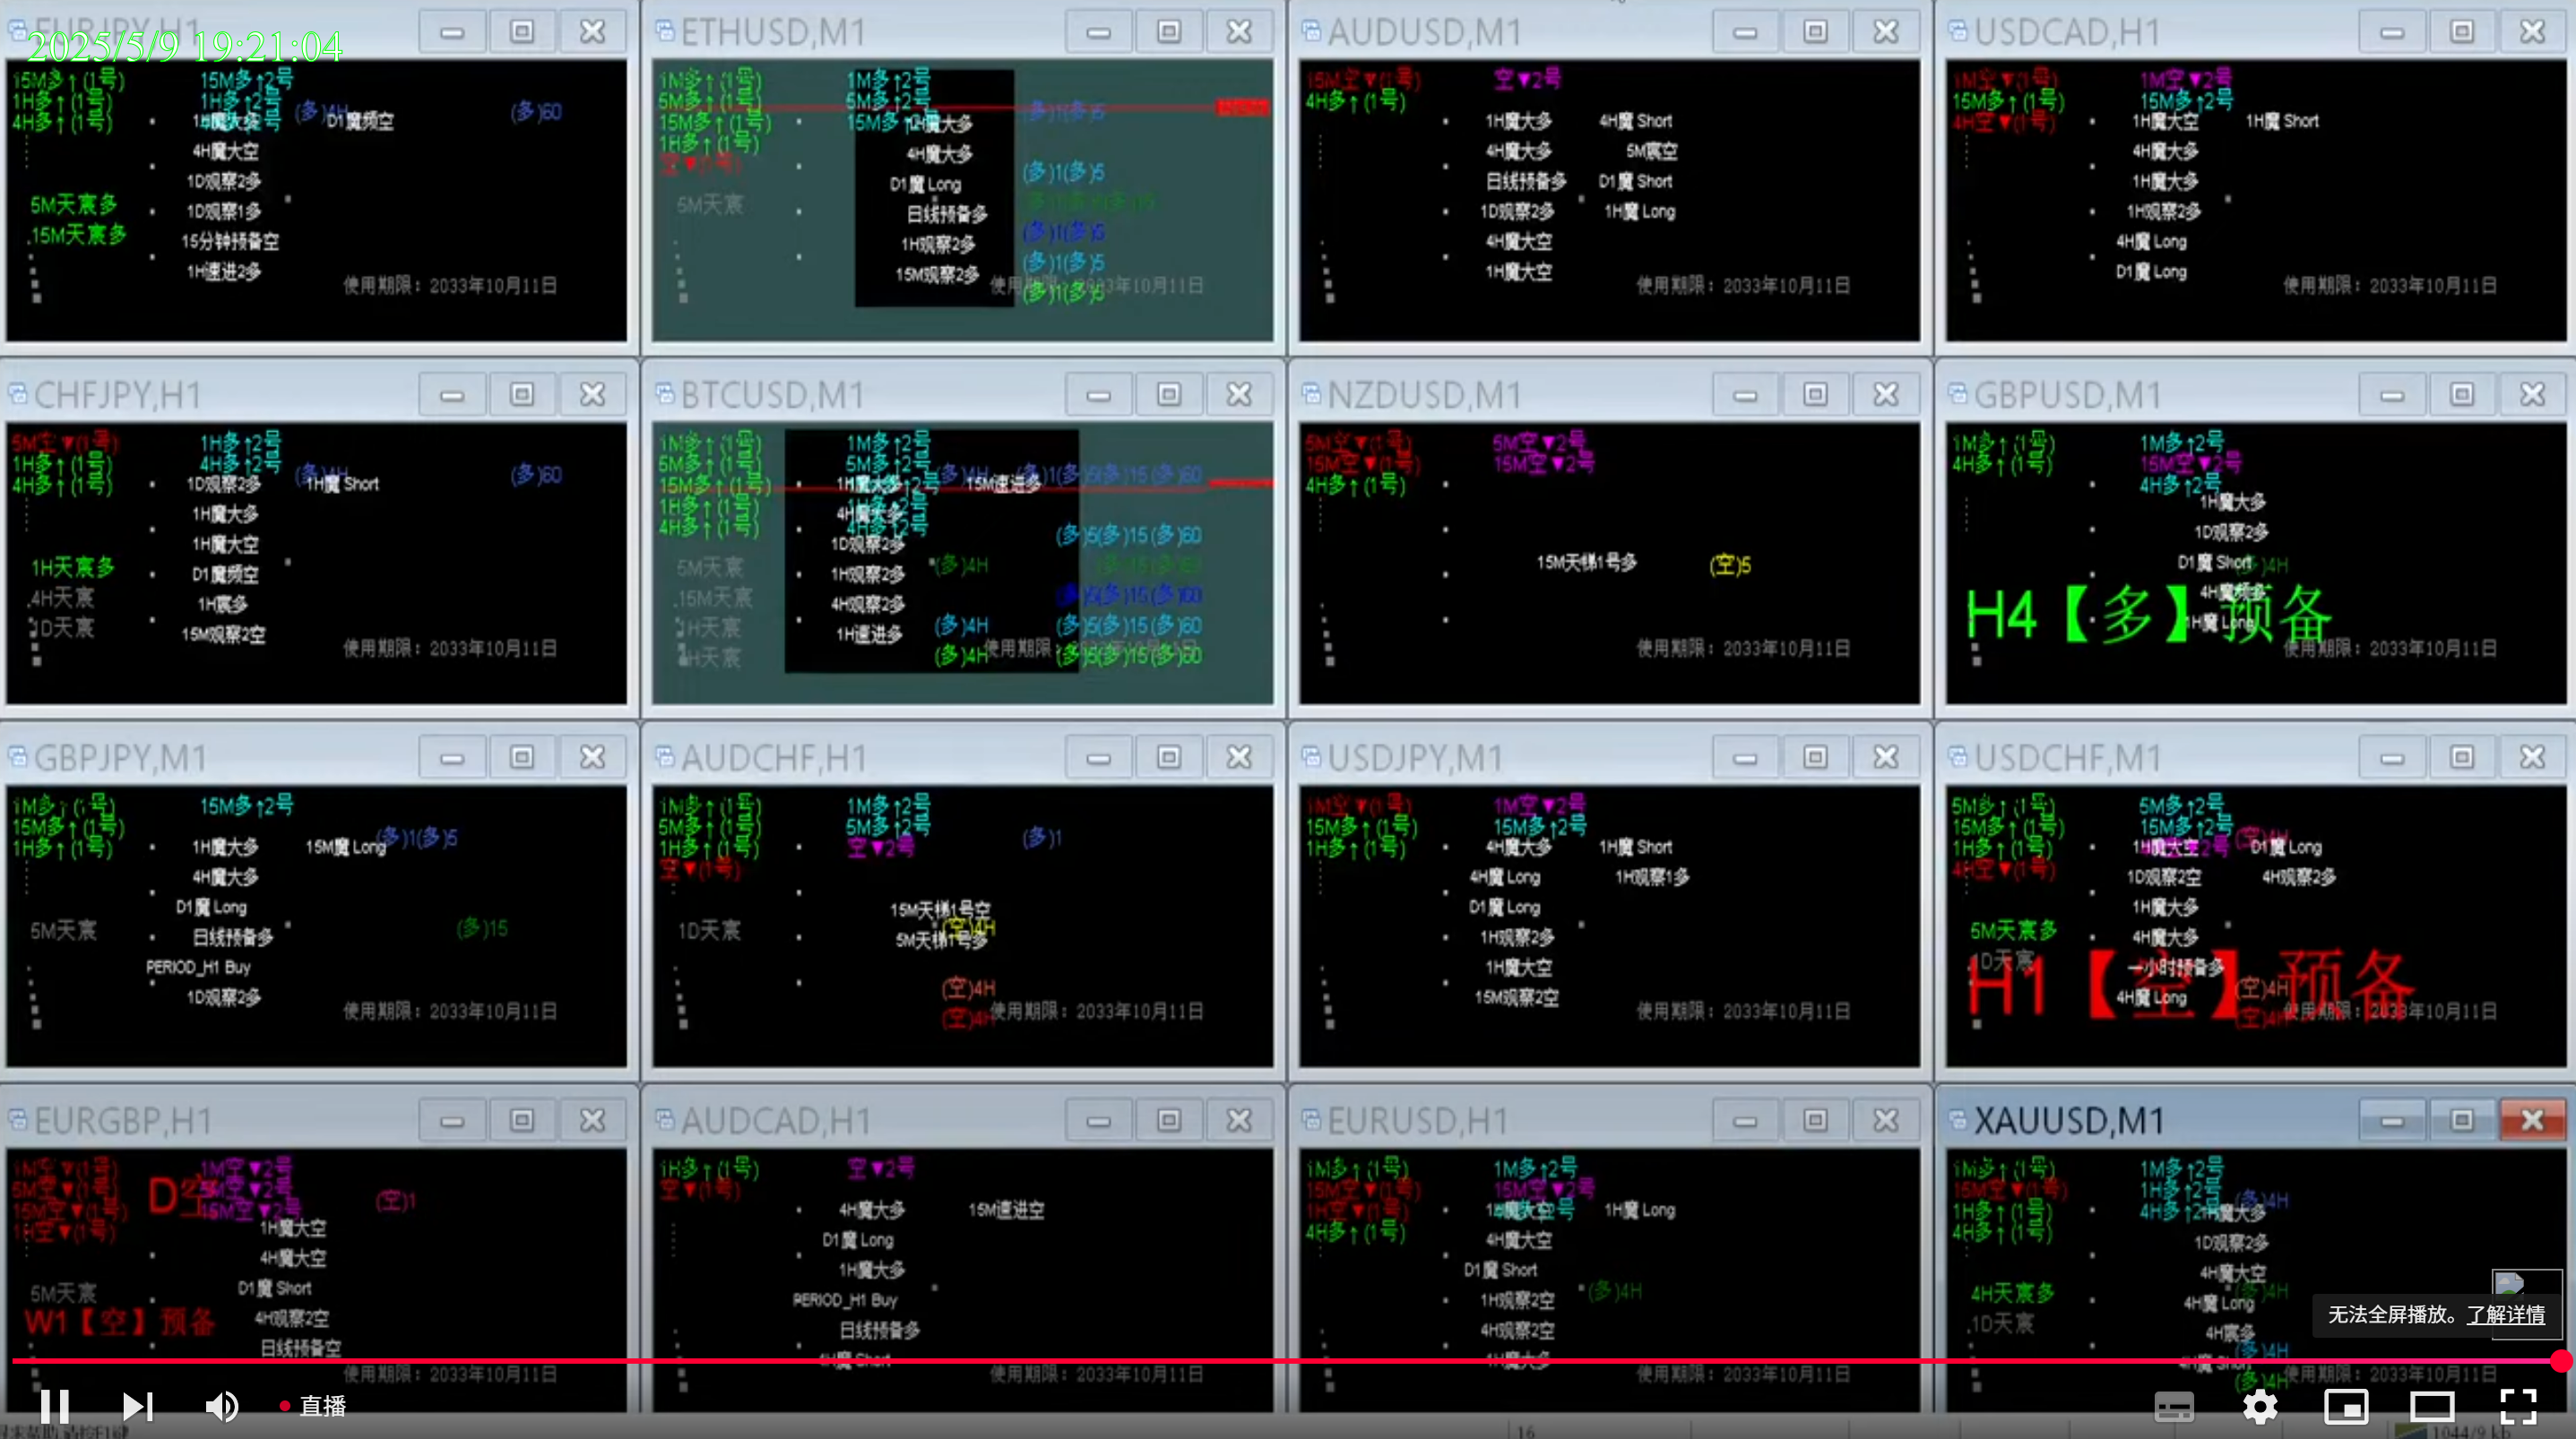 EURJPY,H1
2025/5/9 19:21:04
15M多↑(1号) 15M多↑2号
1H多↑(1号) 1H多↑2号 (多)4H (多)60
4H多↑(1号) D1魔频空
4H魔大空
1D观察2多
5M天宸多 1D观察1多
15M天宸多 15分钟预备空
1H速进2多
使用期限：2033年10月11日
ETHUSD,M1
1M多↑(1号) 1M多↑2号
5M多↑(1号) 5M多↑2号
15M多↑(1号) 15M多↑2号
1H多↑(1号) 4H魔大多
空▼(1号)
(多)1(多)5
D1魔 Long
5M天宸 日线预备多
(多)1(多)5
1H观察2多
(多)1(多)5
15M观察2多
(多)1(多)5
AUDUSD,M1
15M空▼(1号) 空▼2号
4H多↑(1号)
1H魔大多 4H魔 Short
4H魔大多 5M宸空
日线预备多 D1魔 Short
1D观察2多 1H魔 Long
4H魔大空
1H魔大空
使用期限：2033年10月11日
USDCAD,H1
1M空▼(1号) 1M空▼2号
15M多↑(1号) 15M多↑2号
4H空▼(1号) 1H魔大空 1H魔 Short
4H魔大多
1H魔大多
1H观察2多
4H魔 Long
D1魔 Long
使用期限：2033年10月11日
CHFJPY,H1
5M空▼(1号) 1H多↑2号
1H多↑(1号) 4H多↑2号 (多)4H (多)60
4H多↑(1号) 1D观察2多 1H魔 Short
1H魔大多
1H魔大空
1H天宸多 D1魔频空
4H天宸 1H宸多
1D天宸 15M观察2空
使用期限：2033年10月11日
BTCUSD,M1
1M多↑(1号) 1M多↑2号
5M多↑(1号) 5M多↑2号 (多)4H (多)1(多)5(多)15(多)60
15M多↑(1号) 15M速进多
1H多↑(1号)
4H多↑(1号) 4H多↑2号
1D观察2多 (多)5(多)15(多)60
5M天宸 1H观察2多 (多)4H
15M天宸 4H观察2多 (多)5(多)15(多)60
1H天宸 1H速进多 (多)4H (多)5(多)15(多)60
4H天宸 (多)4H (多)5(多)15(多)60
NZDUSD,M1
5M空▼(1号) 5M空▼2号
15M空▼(1号) 15M空▼2号
4H多↑(1号)
15M天梯1号多 (空)5
使用期限：2033年10月11日
GBPUSD,M1
1M多↑(1号) 1M多↑2号
4H多↑(1号) 15M空▼2号
4H多↑2号
1H魔大多
1D观察2多
D1魔 Short (多)4H
4H魔频多
H4【多】预备
1H魔 Long
使用期限：2033年10月11日
GBPJPY,M1
1M多↑(1号) 15M多↑2号
15M多↑(1号) (多)1(多)5
1H多↑(1号) 1H魔大多 15M魔 Long
4H魔大多
D1魔 Long
5M天宸 日线预备多 (多)15
PERIOD_H1 Buy
1D观察2多
使用期限：2033年10月11日
AUDCHF,H1
1M多↑(1号) 1M多↑2号
5M多↑(1号) 5M多↑2号 (多)1
1H多↑(1号) 空▼2号
空▼(1号)
15M天梯1号空
1D天宸 (空)4H
5M天梯1号多
(空)4H
(空)4H
使用期限：2033年10月11日
USDJPY,M1
1M空▼(1号) 1M空▼2号
15M多↑(1号) 15M多↑2号
1H多↑(1号) 4H魔大多 1H魔 Short
4H魔 Long 1H观察1多
D1魔 Long
1H观察2多
1H魔大空
15M观察2空
使用期限：2033年10月11日
USDCHF,M1
5M多↑(1号) 5M多↑2号
15M多↑(1号) 15M多↑2号 (空)4H
1H多↑(1号) 1H魔大空 D1魔 Long
4H空▼(1号) 1D观察2空 4H观察2多
1H魔大多
5M天宸多 4H魔大多
1D天宸 一小时预备多
H1【空】预备
4H魔 Long (空)4H
(空)4H
使用期限：2033年10月11日
EURGBP,H1
1M空▼(1号) 1M空▼2号
5M空▼(1号) D空 5M空▼2号 (空)1
15M空▼(1号) 15M空▼2号
1H空▼(1号) 1H魔大空
4H魔大空
5M天宸 D1魔 Short
W1【空】预备 4H观察2空
日线预备空
使用期限：2033年10月11日
AUDCAD,H1
1H多↑(1号) 空▼2号
空▼(1号)
4H魔大多 15M速进空
D1魔 Long
1H魔大多
PERIOD_H1 Buy
日线预备多
4H魔 Short
使用期限：2033年10月11日
EURUSD,H1
1M多↑(1号) 1M多↑2号
15M空▼(1号) 15M空▼2号
1H空▼(1号) 1H魔 Long
4H多↑(1号) 4H魔大空
D1魔 Short
1H观察2空 (多)4H
4H观察2空
1H魔大多
使用期限：2033年10月11日
XAUUSD,M1
1M多↑(1号) 1M多↑2号
15M空▼(1号) 1H多↑2号 (多)4H
1H多↑(1号) 4H多↑2号 1H魔大多
4H多↑(1号) 1D观察2多
4H魔大空
4H天宸多 4H魔 Long (多)4H
1D天宸 4H宸多
(多)4H
4H魔 Short
(多)4H
使用期限：2033年10月11日
无法全屏播放。了解详情
直播
16